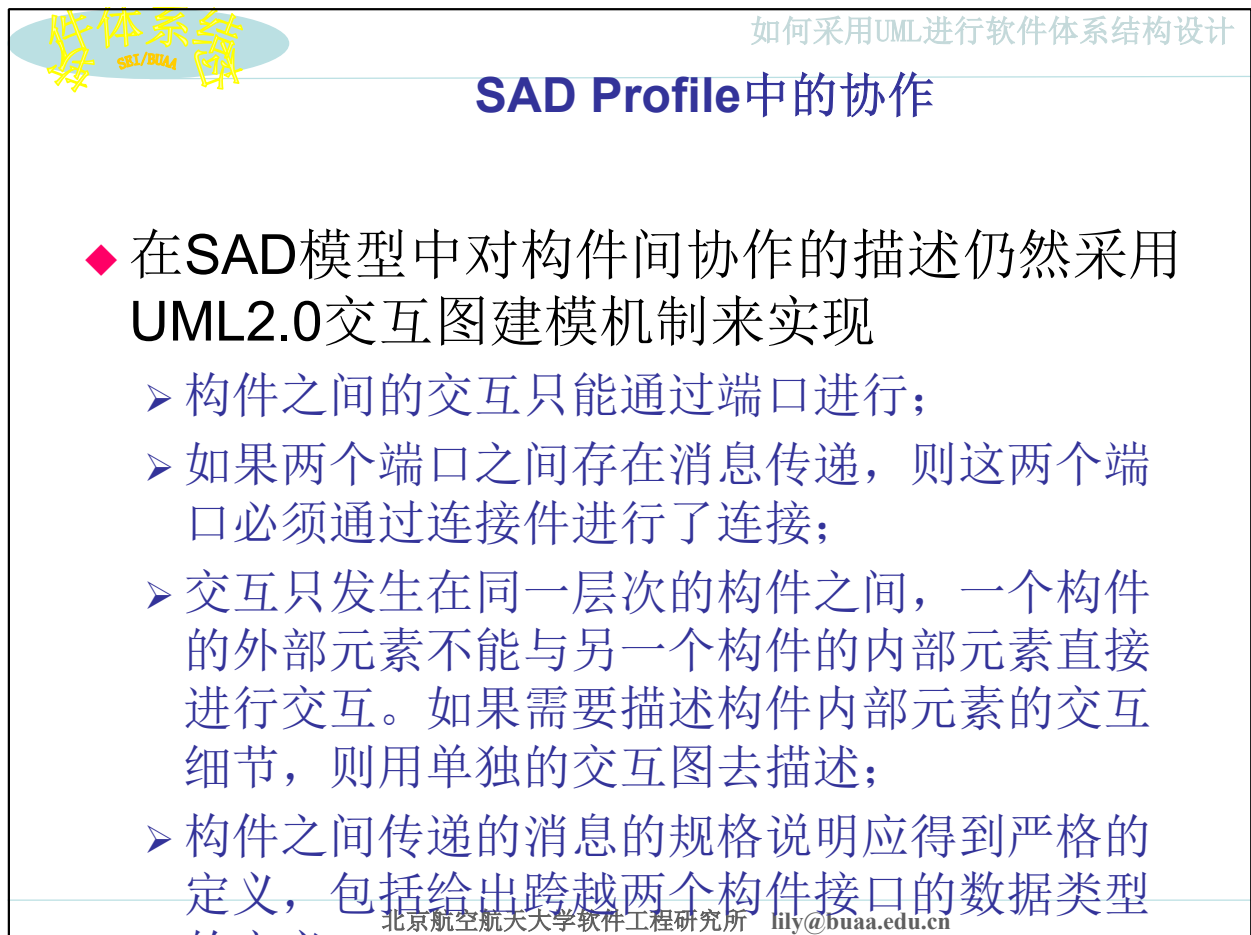 如何采用UML进行软件体系结构设计
件体系结
SEI/BUAA
SAD Profile中的协作
在SAD模型中对构件间协作的描述仍然采用
UML2.0交互图建模机制来实现
构件之间的交互只能通过端口进行；
如果两个端口之间存在消息传递，则这两个端
口必须通过连接件进行了连接；
交互只发生在同一层次的构件之间，一个构件
的外部元素不能与另一个构件的内部元素直接
进行交互。如果需要描述构件内部元素的交互
细节，则用单独的交互图去描述；
构件之间传递的消息的规格说明应得到严格的
定义，包括给出跨越两个构件接口的数据类型
北京航空航天大学软件工程研究所 lily@buaa.edu.cn